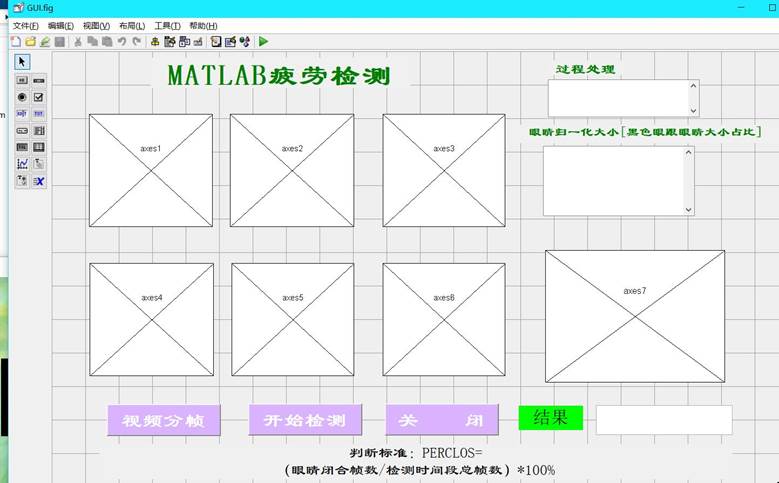 GUI.fig
文件(F) 编辑(E) 视图(V) 布局(L) 工具(T) 帮助(H)
MATLAB疲劳检测
过程处理
眼睛归一化大小[黑色眼跟眼睛大小占比]
axes1 axes2 axes3
axes4 axes5 axes6
axes7
视频分帧 开始检测 关 闭 结果
判断标准：PERCLOS=
(眼睛闭合帧数/检测时间段总帧数) *100%